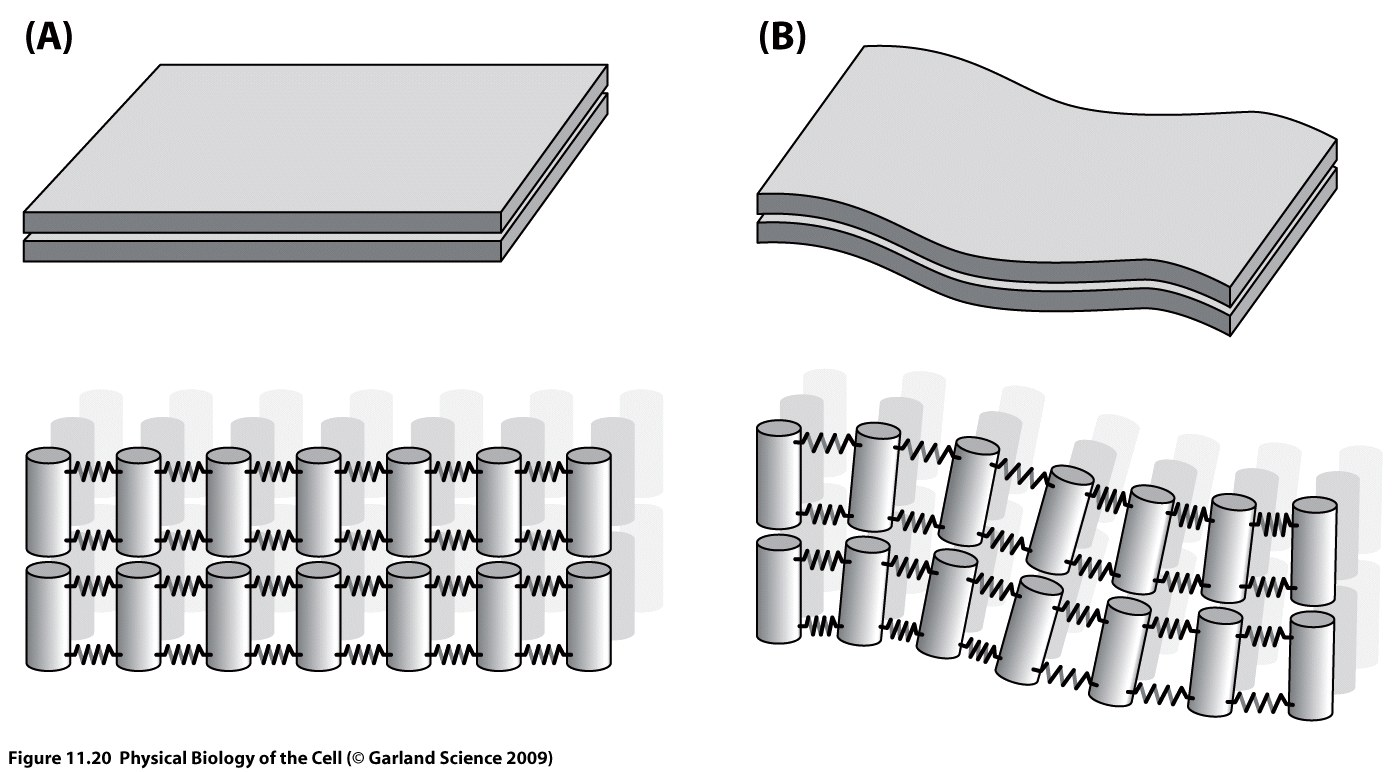 (A)
(B)
Figure 11.20 Physical Biology of the Cell (© Garland Science 2009)